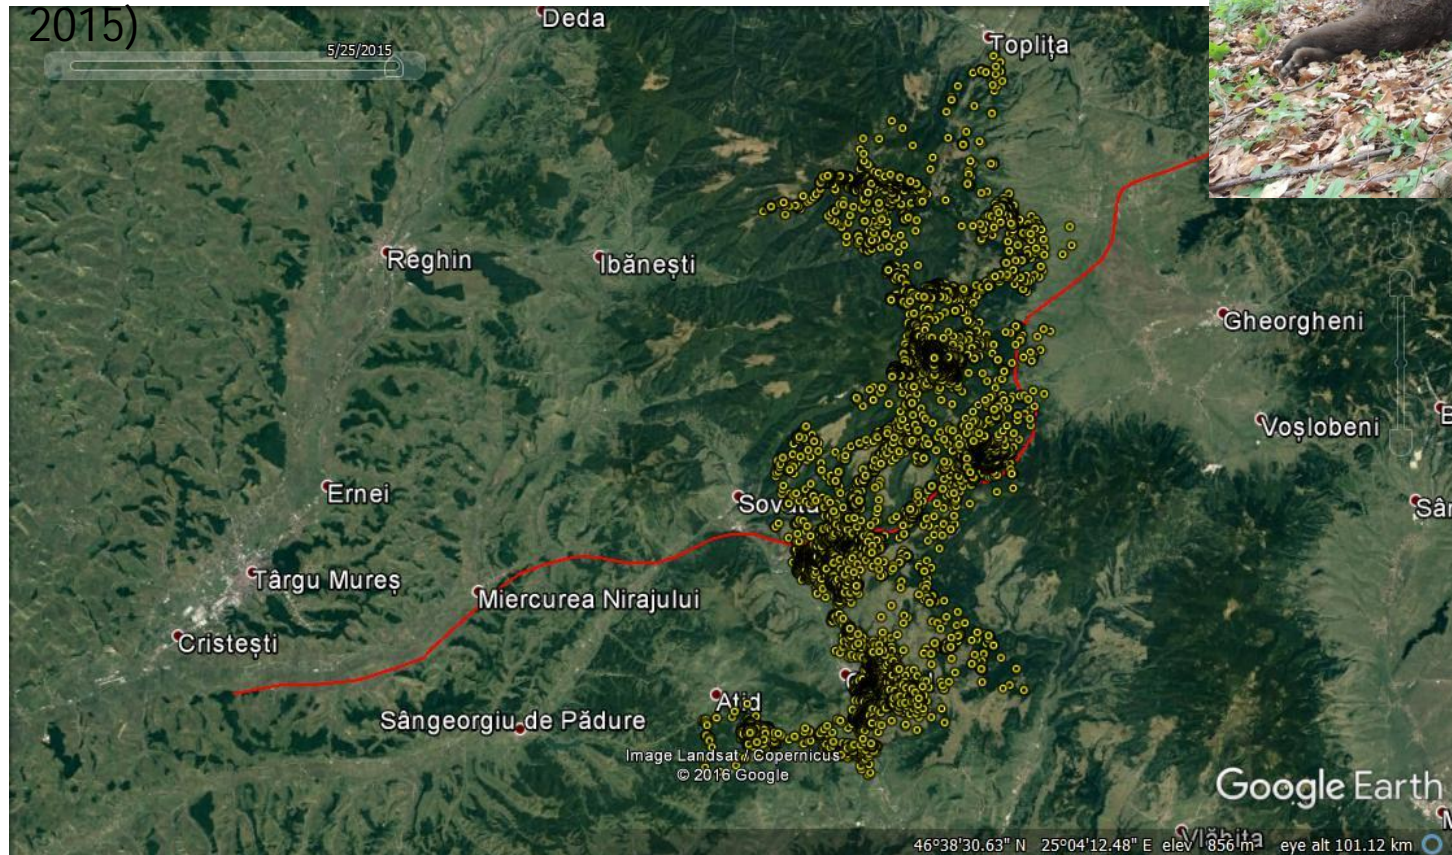 2015)
5/25/2015
Deda
Toplița
Reghin
Ibănești
Gheorgheni
Voșlobeni
Ernei
Sovata
Târgu Mureș
Miercurea Nirajului
Cristești
Atid
Sângeorgiu de Pădure
Image Landsat / Copernicus
© 2016 Google
Google Earth
Vlăhița
46°38'30.63" N 25°04'12.48" E elev 856 m eye alt 101.12 km